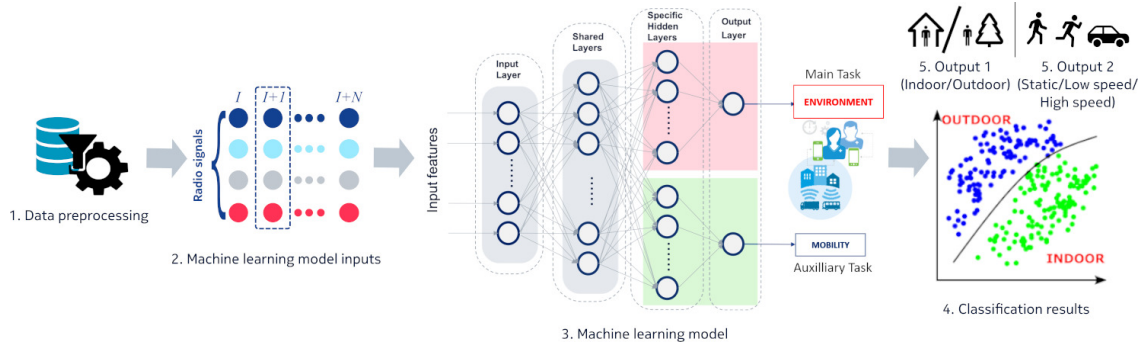 1. Data preprocessing
Radio signals
I
I+1
I+N
2. Machine learning model inputs
Input features
Input
Layer
Shared
Layers
Specific
Hidden
Layers
Output
Layer
3. Machine learning model
Main Task
ENVIRONMENT
MOBILITY
Auxilliary Task
5. Output 1
(Indoor/Outdoor)
5. Output 2
(Static/Low speed/
High speed)
OUTDOOR
INDOOR
4. Classification results